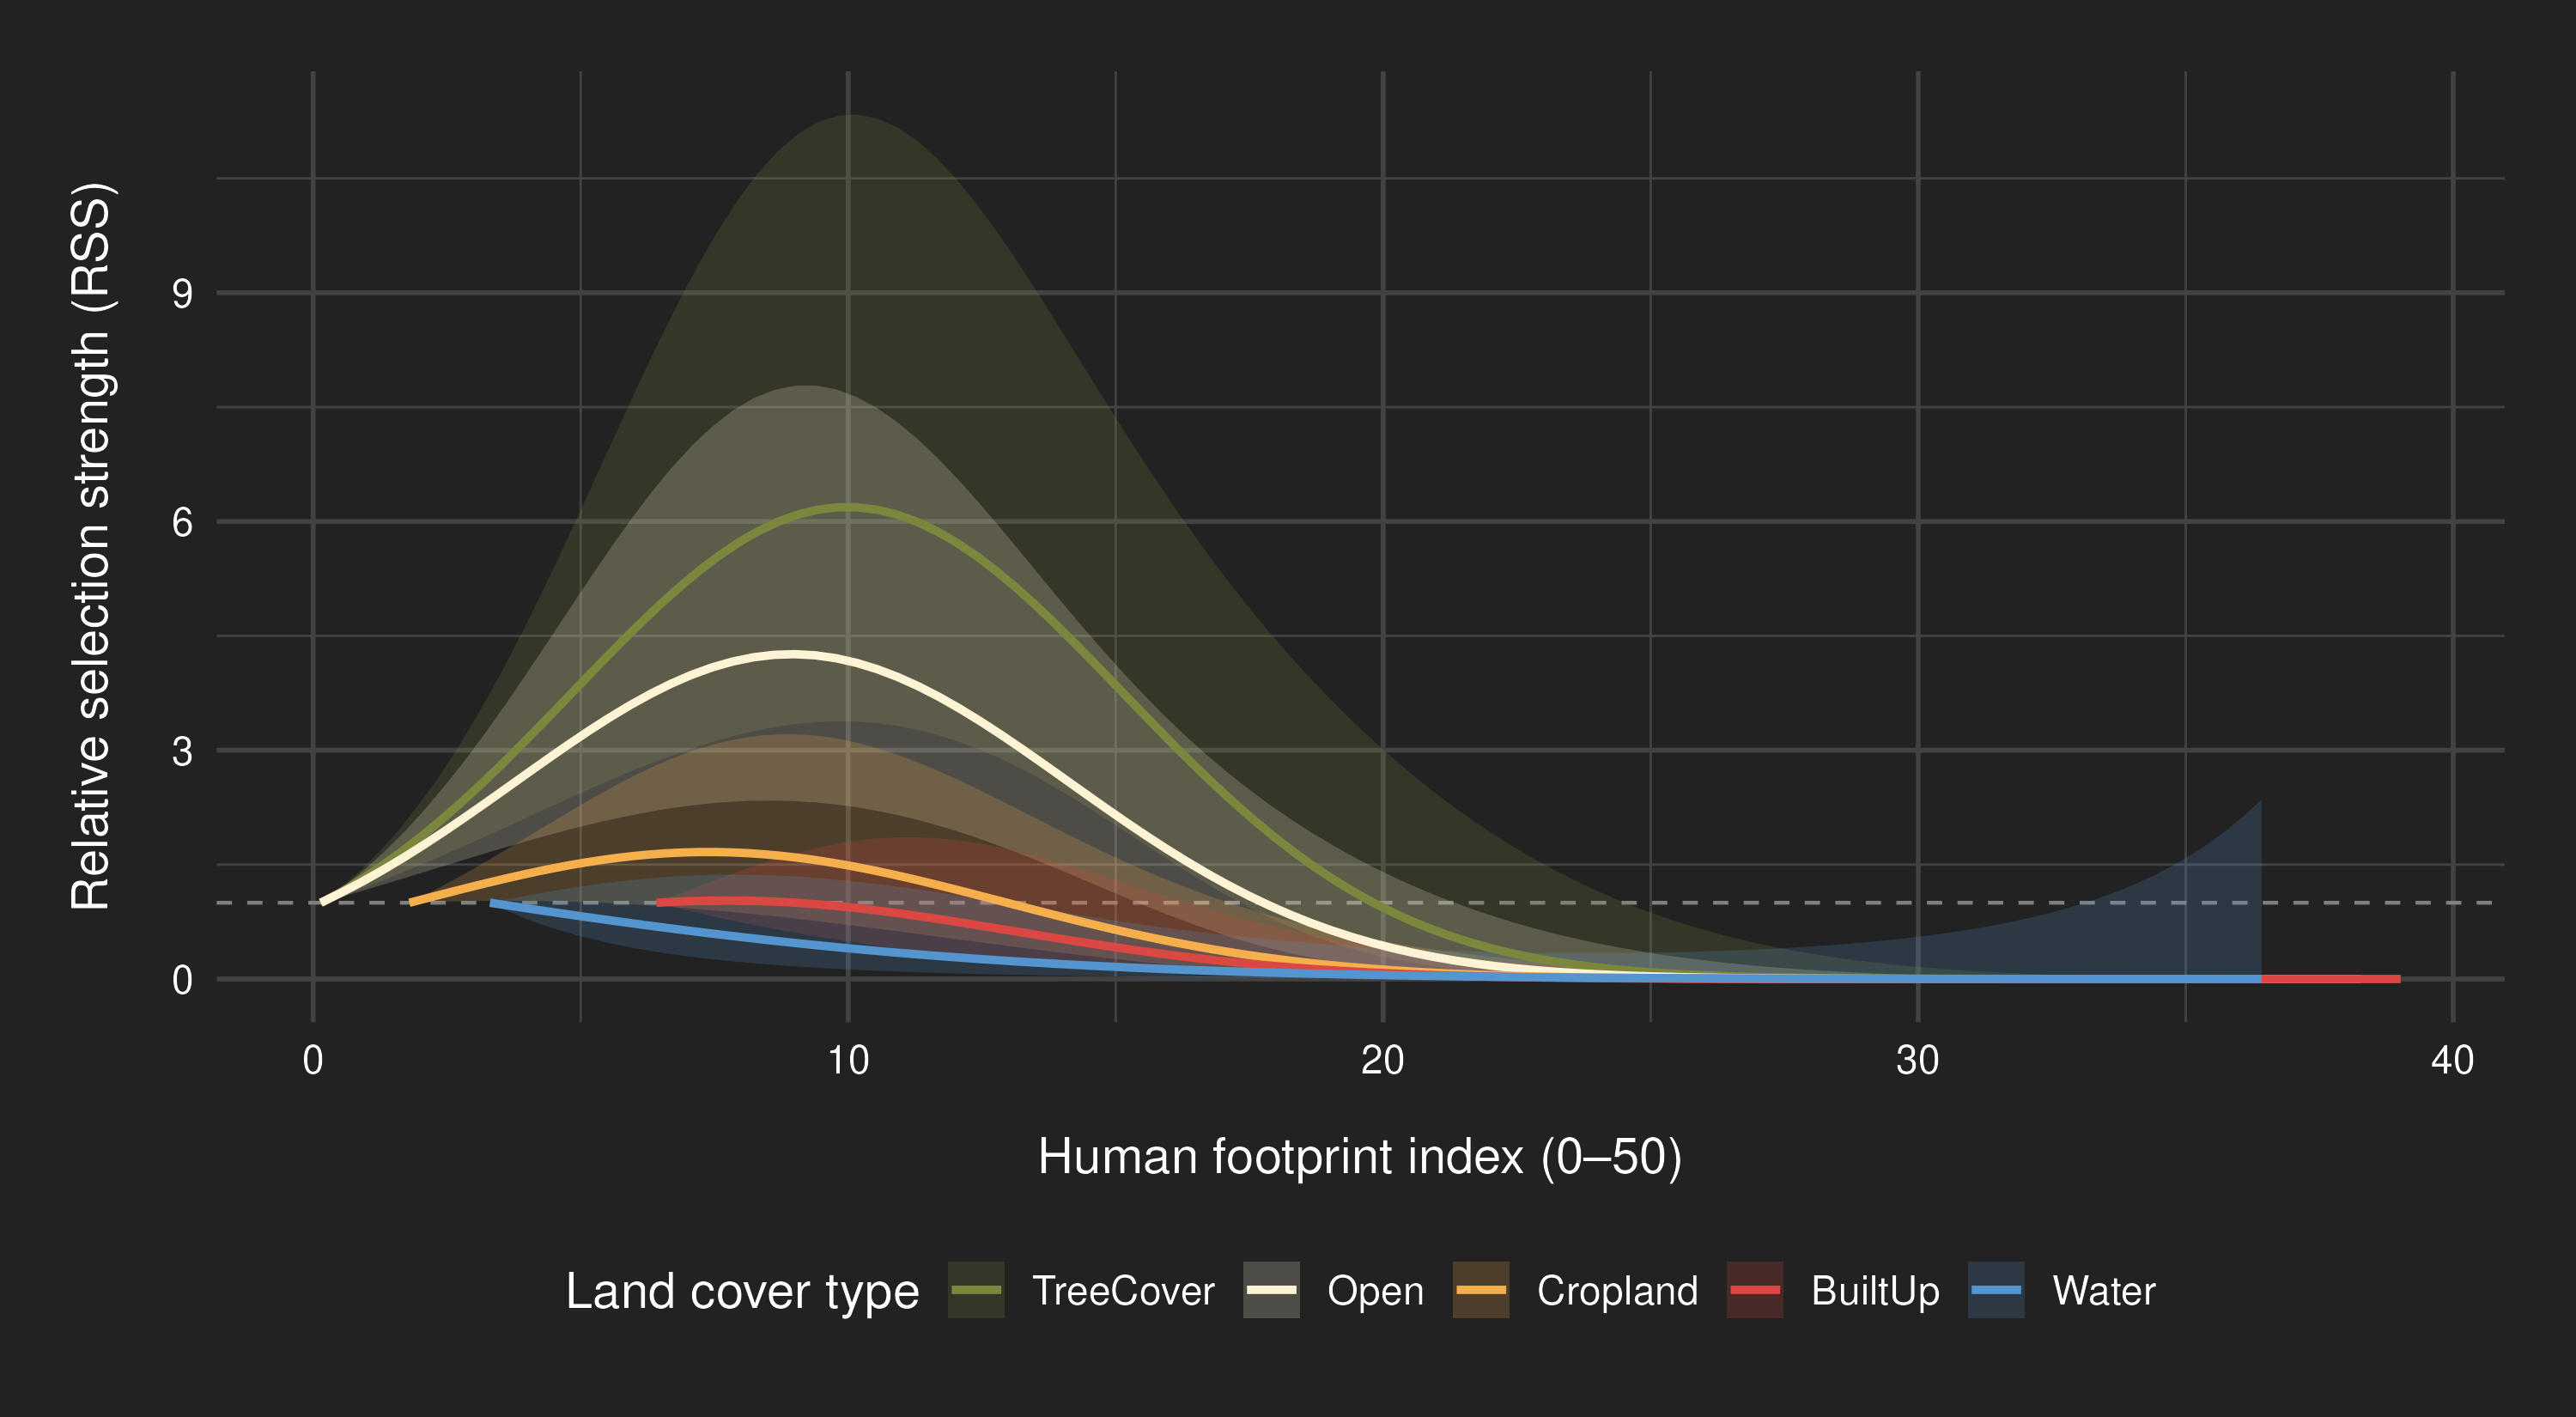 Relative selection strength (RSS)
9
6
3
0
0 10 20 30 40
Human footprint index (0–50)
Land cover type TreeCover Open Cropland BuiltUp Water